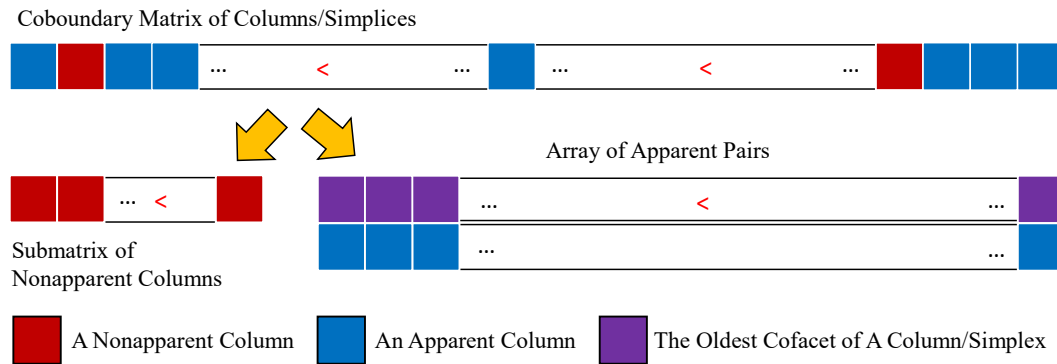 Coboundary Matrix of Columns/Simplices
... < ... ... < ...
Array of Apparent Pairs
... < ... < ...
Submatrix of
Nonapparent Columns
... ...
A Nonapparent Column An Apparent Column The Oldest Cofacet of A Column/Simplex